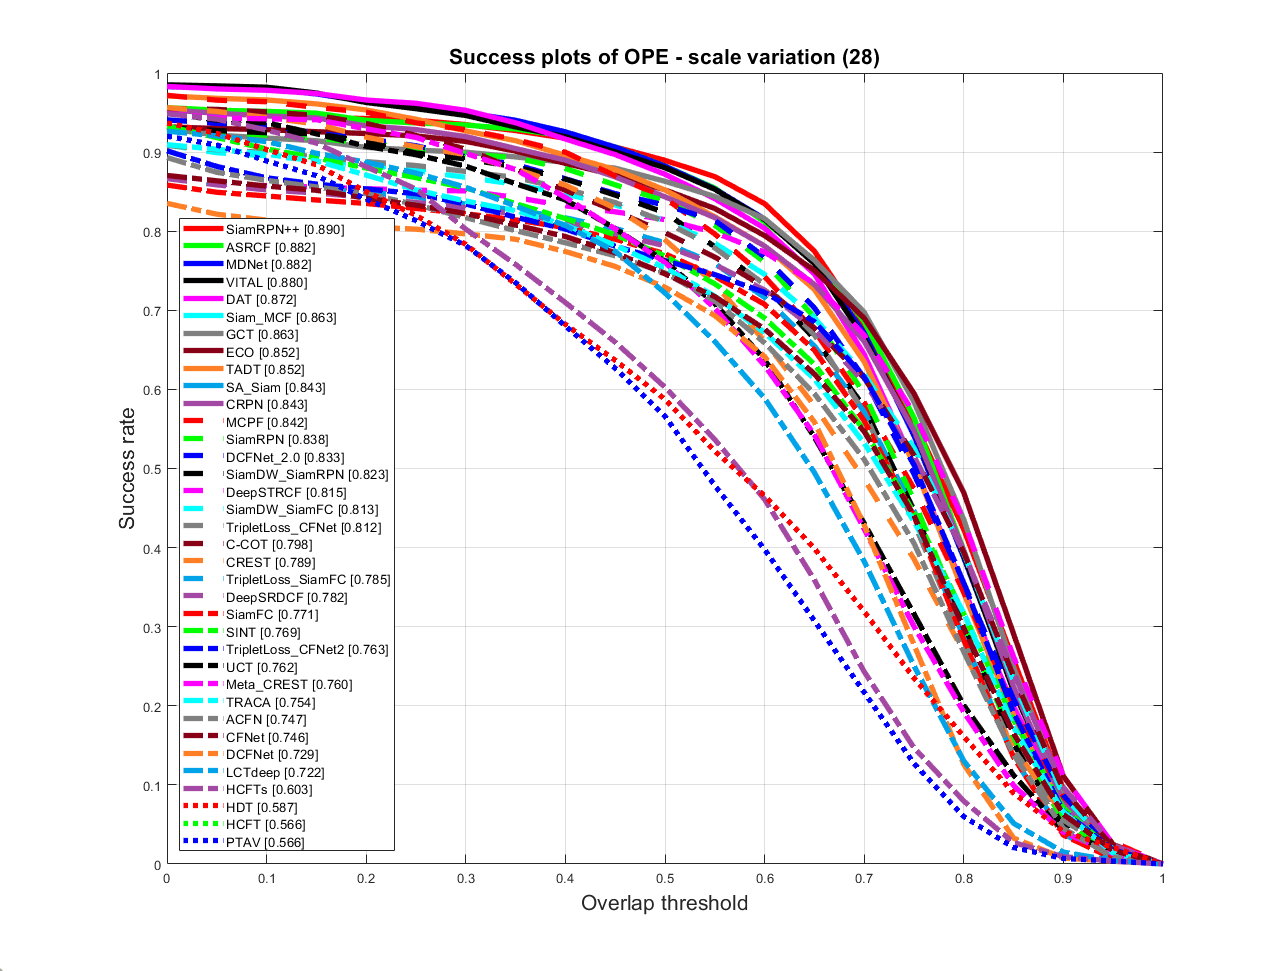 Success plots of OPE - scale variation (28)
Success rate
1
0.9
0.8
0.7
0.6
0.5
0.4
0.3
0.2
0.1
0
SiamRPN++ [0.890]
ASRCF [0.882]
MDNet [0.882]
VITAL [0.880]
DAT [0.872]
Siam_MCF [0.863]
GCT [0.863]
ECO [0.852]
TADT [0.852]
SA_Siam [0.843]
CRPN [0.843]
MCPF [0.842]
SiamRPN [0.838]
DCFNet_2.0 [0.833]
SiamDW_SiamRPN [0.823]
DeepSTRCF [0.815]
SiamDW_SiamFC [0.813]
TripletLoss_CFNet [0.812]
C-COT [0.798]
CREST [0.789]
TripletLoss_SiamFC [0.785]
DeepSRDCF [0.782]
SiamFC [0.771]
SINT [0.769]
TripletLoss_CFNet2 [0.763]
UCT [0.762]
Meta_CREST [0.760]
TRACA [0.754]
ACFN [0.747]
CFNet [0.746]
DCFNet [0.729]
LCTdeep [0.722]
HCFTs [0.603]
HDT [0.587]
HCFT [0.566]
PTAV [0.566]
0 0.1 0.2 0.3 0.4 0.5 0.6 0.7 0.8 0.9 1
Overlap threshold